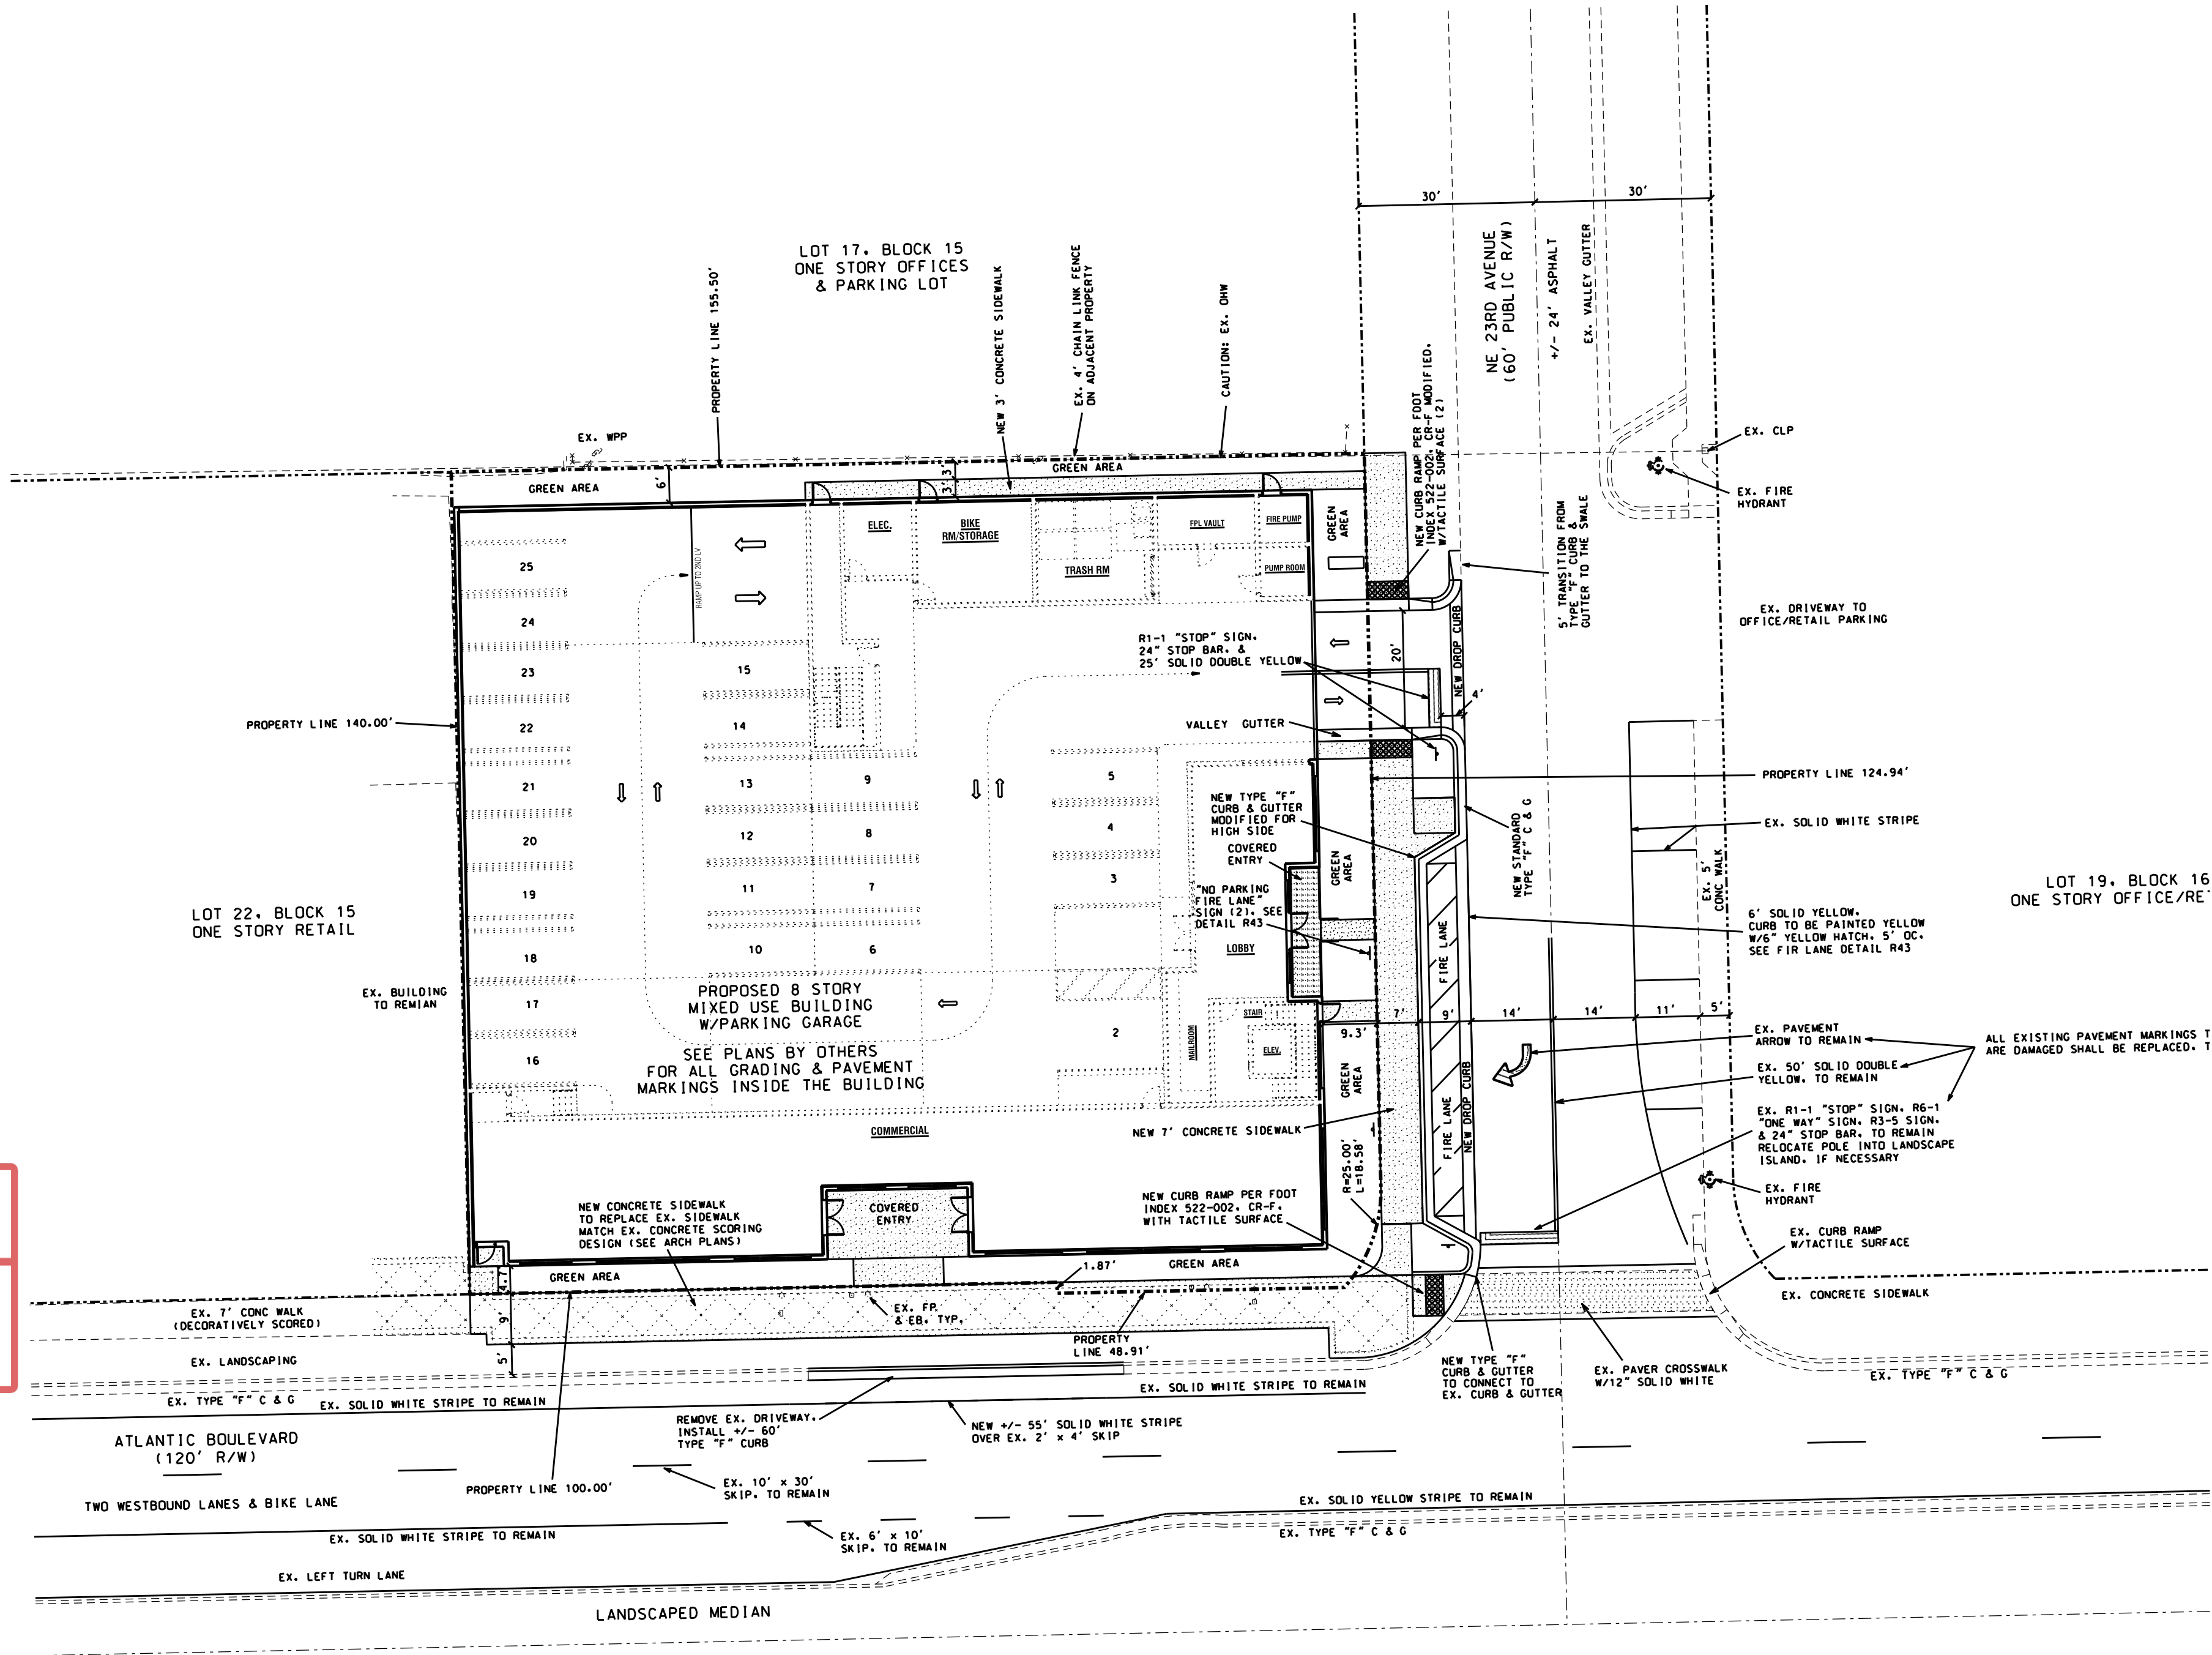 30'
30'
NE 23RD AVENUE
(60' PUBLIC R/W)
+/- 24' ASPHALT
EX. VALLEY GUTTER
LOT 17, BLOCK 15
ONE STORY OFFICES
& PARKING LOT
PROPERTY LINE 155.50'
NEW 3' CONCRETE SIDEWALK
EX. 4' CHAIN LINK FENCE
ON ADJACENT PROPERTY
CAUTION: EX. OHW
NEW CURB RAMP PER FDOT
INDEX 522-002, CR-F MODIFIED.
W/TACTILE SURFACE (2)
EX. WPP
EX. CLP
EX. FIRE
HYDRANT
GREEN AREA
6'
3'
3'
GREEN AREA
GREEN
AREA
5' TRANSITION FROM
TYPE "F" CURB &
GUTTER TO THE SWALE
EX. DRIVEWAY TO
OFFICE/RETAIL PARKING
ELEC.
BIKE
RM/STORAGE
TRASH RM
FPL VAULT
FIRE PUMP
PUMP ROOM
RAMP UP TO 2ND LV
25
24
23
22
21
20
19
18
17
16
15
14
13
12
11
10
9
8
7
6
5
4
3
2
R1-1 "STOP" SIGN,
24" STOP BAR, &
25' SOLID DOUBLE YELLOW
20'
NEW DROP CURB
4'
VALLEY GUTTER
PROPERTY LINE 140.00'
PROPERTY LINE 124.94'
NEW TYPE "F"
CURB & GUTTER
MODIFIED FOR
HIGH SIDE
COVERED
ENTRY
GREEN
AREA
NEW STANDARD
TYPE "F" C & G
EX. SOLID WHITE STRIPE
EX. 5'
CONC WALK
LOT 19, BLOCK 16
ONE STORY OFFICE/RET
"NO PARKING
FIRE LANE"
SIGN (2), SEE
DETAIL R43
LOBBY
FIRE LANE
6' SOLID YELLOW,
CURB TO BE PAINTED YELLOW
W/6" YELLOW HATCH, 5' OC.
SEE FIR LANE DETAIL R43
LOT 22, BLOCK 15
ONE STORY RETAIL
EX. BUILDING
TO REMIAN
PROPOSED 8 STORY
MIXED USE BUILDING
W/PARKING GARAGE
SEE PLANS BY OTHERS
FOR ALL GRADING & PAVEMENT
MARKINGS INSIDE THE BUILDING
MAILROOM
STAIR
ELEV.
9.3'
7'
9'
14'
14'
11'
5'
GREEN
AREA
FIRE LANE
NEW DROP CURB
EX. PAVEMENT
ARROW TO REMAIN
ALL EXISTING PAVEMENT MARKINGS T
ARE DAMAGED SHALL BE REPLACED, T
EX. 50' SOLID DOUBLE
YELLOW, TO REMAIN
EX. R1-1 "STOP" SIGN, R6-1
"ONE WAY" SIGN, R3-5 SIGN,
& 24" STOP BAR, TO REMAIN
RELOCATE POLE INTO LANDSCAPE
ISLAND, IF NECESSARY
COMMERCIAL
NEW 7' CONCRETE SIDEWALK
R=25.00'
L=18.58'
EX. FIRE
HYDRANT
EX. CURB RAMP
W/TACTILE SURFACE
NEW CONCRETE SIDEWALK
TO REPLACE EX. SIDEWALK
MATCH EX. CONCRETE SCORING
DESIGN (SEE ARCH PLANS)
COVERED
ENTRY
NEW CURB RAMP PER FDOT
INDEX 522-002, CR-F,
WITH TACTILE SURFACE
4.7'
GREEN AREA
1.87'
GREEN AREA
EX. CONCRETE SIDEWALK
EX. 7' CONC WALK
(DECORATIVELY SCORED)
9'
EX. FP,
& EB, TYP.
PROPERTY
LINE 48.91'
EX. LANDSCAPING
5'
NEW TYPE "F"
CURB & GUTTER
TO CONNECT TO
EX. CURB & GUTTER
EX. PAVER CROSSWALK
W/12" SOLID WHITE
EX. TYPE "F" C & G
EX. TYPE "F" C & G
EX. SOLID WHITE STRIPE TO REMAIN
EX. SOLID WHITE STRIPE TO REMAIN
REMOVE EX. DRIVEWAY,
INSTALL +/- 60'
TYPE "F" CURB
NEW +/- 55' SOLID WHITE STRIPE
OVER EX. 2' x 4' SKIP
ATLANTIC BOULEVARD
(120' R/W)
PROPERTY LINE 100.00'
EX. 10' x 30'
SKIP, TO REMAIN
TWO WESTBOUND LANES & BIKE LANE
EX. SOLID YELLOW STRIPE TO REMAIN
EX. SOLID WHITE STRIPE TO REMAIN
EX. 6' x 10'
SKIP, TO REMAIN
EX. TYPE "F" C & G
EX. LEFT TURN LANE
LANDSCAPED MEDIAN